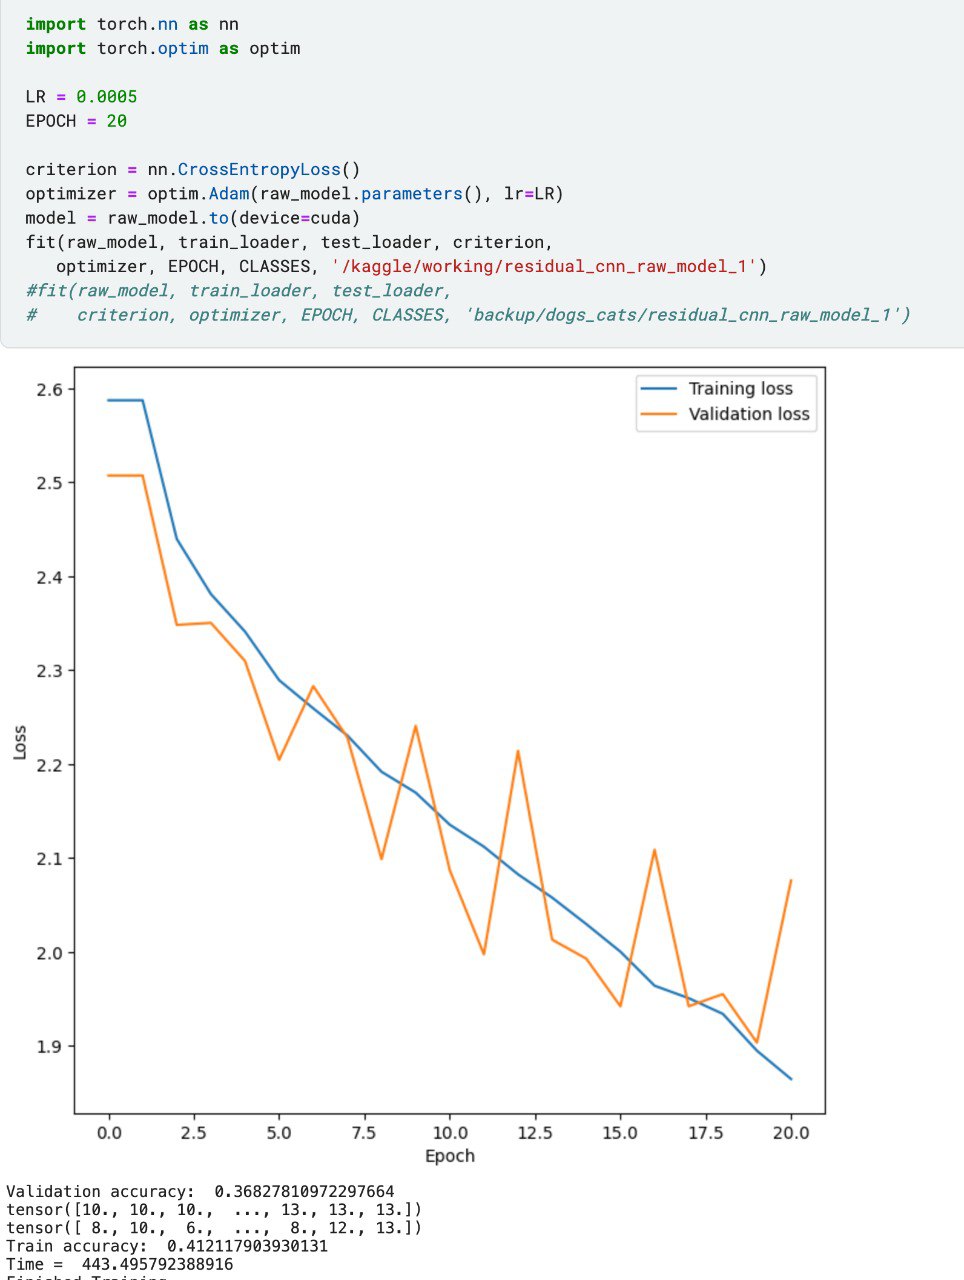 import torch.nn as nn
import torch.optim as optim
LR = 0.0005
EPOCH = 20
criterion = nn.CrossEntropyLoss()
optimizer = optim.Adam(raw_model.parameters(), lr=LR)
model = raw_model.to(device=cuda)
fit(raw_model, train_loader, test_loader, criterion,
optimizer, EPOCH, CLASSES, '/kaggle/working/residual_cnn_raw_model_1')
#fit(raw_model, train_loader, test_loader,
#    criterion, optimizer, EPOCH, CLASSES, 'backup/dogs_cats/residual_cnn_raw_model_1')
Training loss
Validation loss
2.6
2.5
2.4
2.3
2.2
2.1
2.0
1.9
Loss
0.0 2.5 5.0 7.5 10.0 12.5 15.0 17.5 20.0
Epoch
Validation accuracy:  0.36827810972297664
tensor([10., 10., 10.,  ..., 13., 13., 13.])
tensor([ 8., 10.,  6.,  ...,  8., 12., 13.])
Train accuracy:  0.412117903930131
Time =  443.495792388916
Finished Training